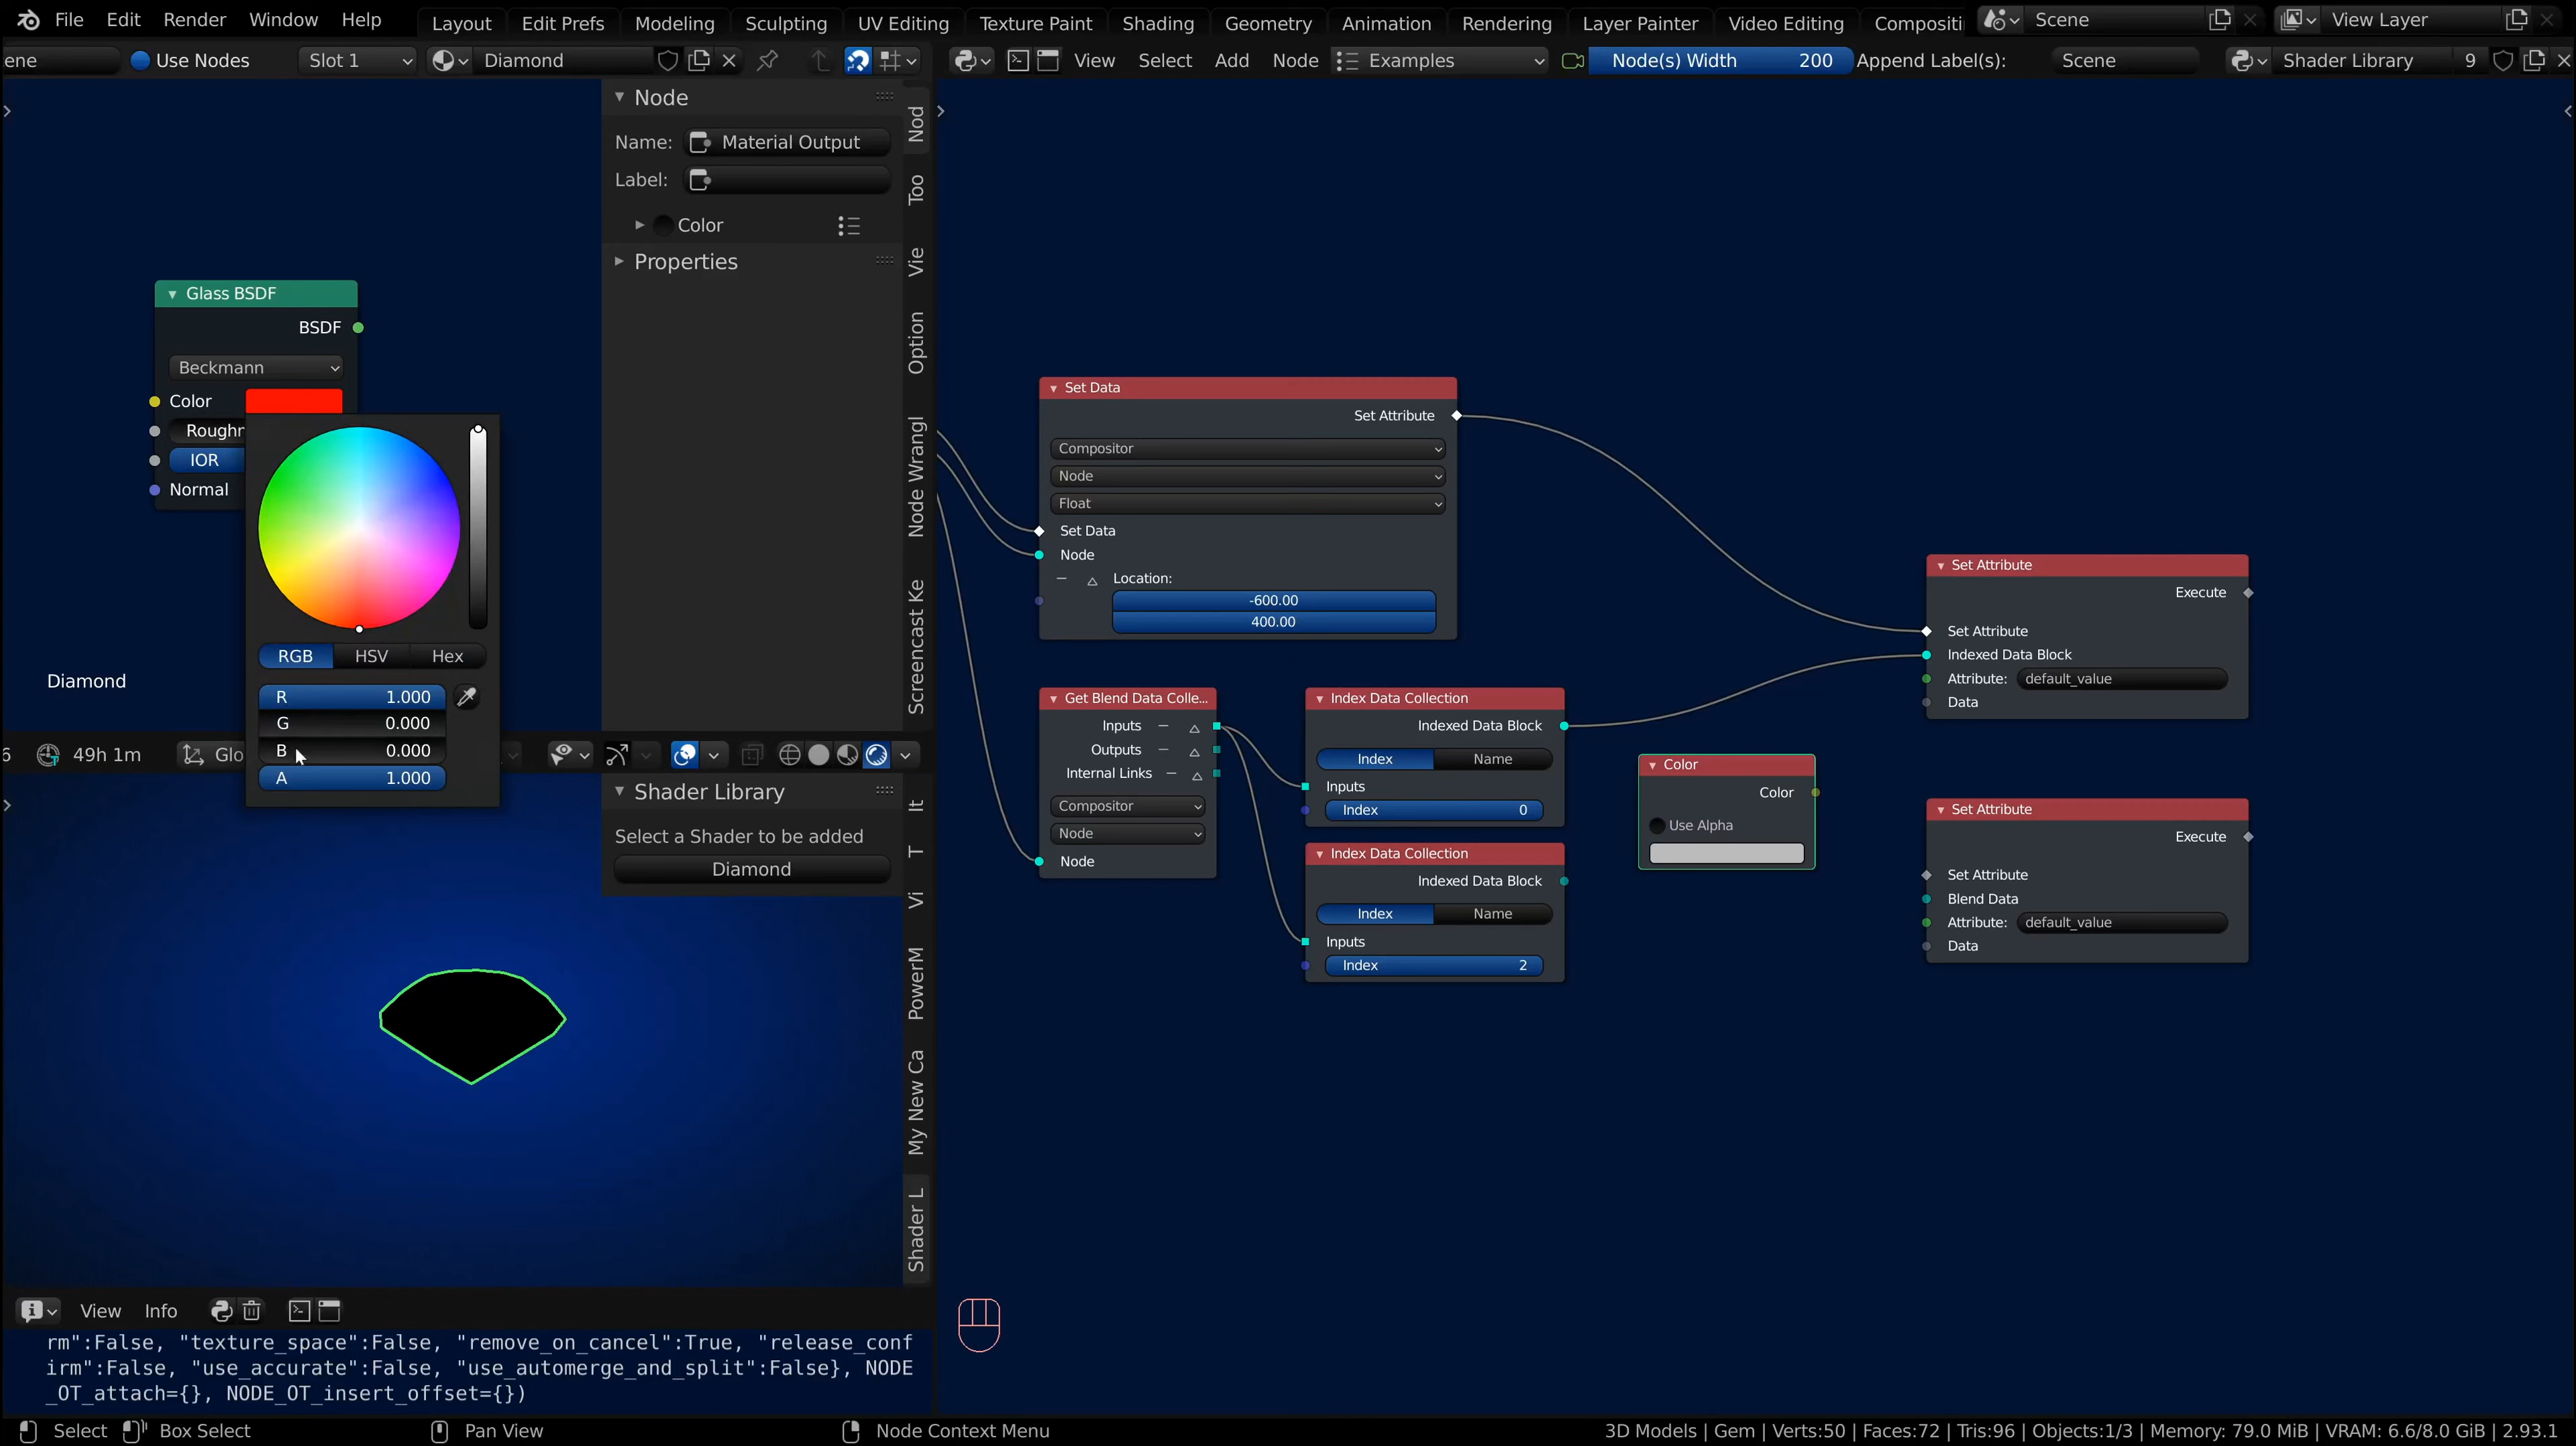 File Edit Render Window Help Layout Edit Prefs Modeling Sculpting UV Editing Texture Paint Shading Geometry Animation Rendering Layer Painter Video Editing Compositi Scene View Layer
ene Use Nodes Slot 1 Diamond View Select Add Node Examples Node(s) Width 200 Append Label(s): Scene Shader Library 9
Node
Name: Material Output
Label:
Color
Properties
Nod
Too
Vie
Option
Node Wrangl
Screencast Ke
Glass BSDF
BSDF
Beckmann
Color
Roughr
IOR
Normal
RGB HSV Hex
R 1.000
G 0.000
B 0.000
A 1.000
Diamond
6 49h 1m Glo
Shader Library
Select a Shader to be added
Diamond
It
T
Vi
PowerM
My New Ca
Shader L
Set Data
Set Attribute
Compositor
Node
Float
Set Data
Node
Location:
-600.00
400.00
Get Blend Data Colle...
Inputs
Outputs
Internal Links
Compositor
Node
Node
Index Data Collection
Indexed Data Block
Index Name
Inputs
Index 0
Index Data Collection
Indexed Data Block
Index Name
Inputs
Index 2
Color
Color
Use Alpha
Set Attribute
Execute
Set Attribute
Indexed Data Block
Attribute: default_value
Data
Set Attribute
Execute
Set Attribute
Blend Data
Attribute: default_value
Data
View Info
rm":False, "texture_space":False, "remove_on_cancel":True, "release_conf
irm":False, "use_accurate":False, "use_automerge_and_split":False}, NODE
_OT_attach={}, NODE_OT_insert_offset={})
Select Box Select Pan View Node Context Menu 3D Models | Gem | Verts:50 | Faces:72 | Tris:96 | Objects:1/3 | Memory: 79.0 MiB | VRAM: 6.6/8.0 GiB | 2.93.1